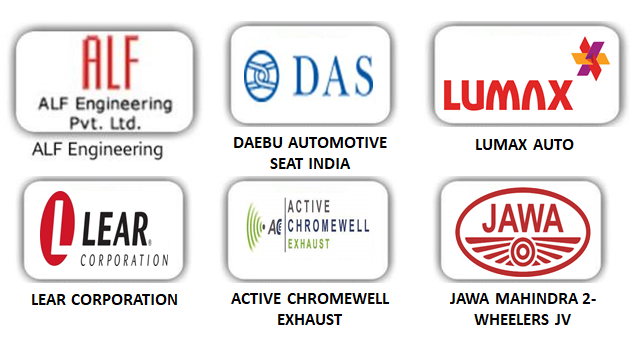 ALF
ALF Engineering
Pvt. Ltd.
ALF Engineering
DAS
DAEBU AUTOMOTIVE
SEAT INDIA
LUMAX
LUMAX AUTO
LEAR
CORPORATION
LEAR CORPORATION
ACE
ACTIVE
CHROMEWELL
EXHAUST
ACTIVE CHROMEWELL
EXHAUST
JAWA
JAWA MAHINDRA 2-
WHEELERS JV